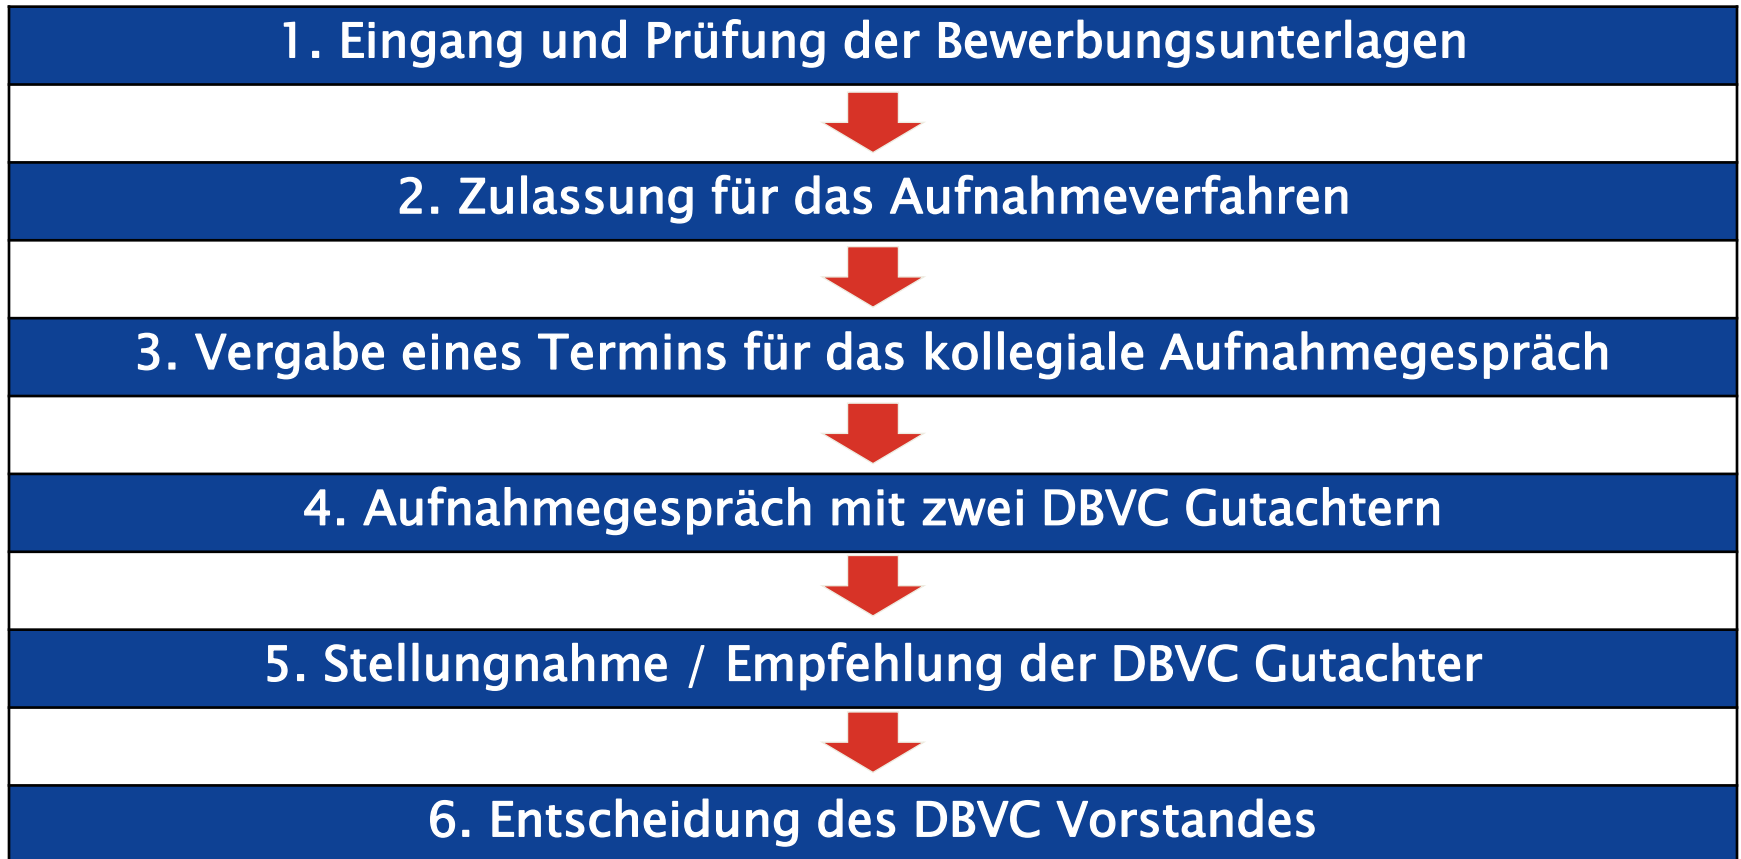 1. Eingang und Prüfung der Bewerbungsunterlagen
2. Zulassung für das Aufnahmeverfahren
3. Vergabe eines Termins für das kollegiale Aufnahmegespräch
4. Aufnahmegespräch mit zwei DBVC Gutachtern
5. Stellungnahme / Empfehlung der DBVC Gutachter
6. Entscheidung des DBVC Vorstandes